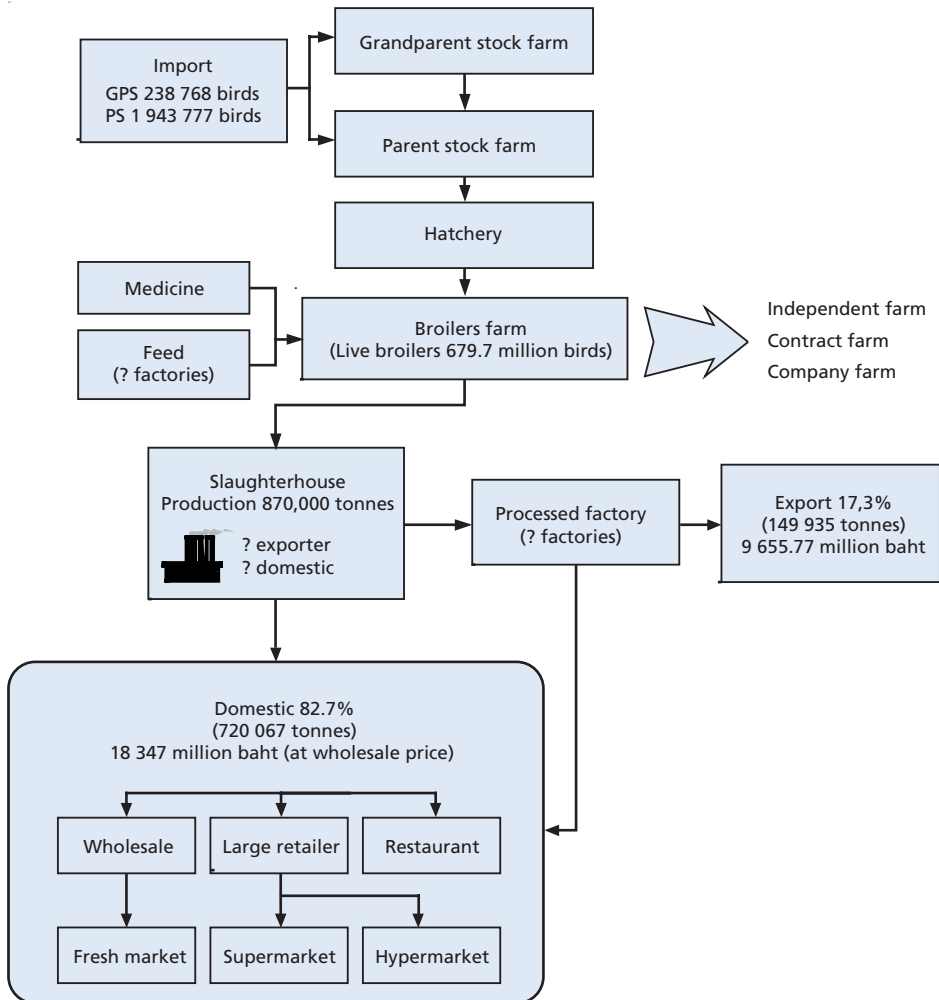 Grandparent stock farm
Import
GPS 238 768 birds
PS 1 943 777 birds
Parent stock farm
Hatchery
Medicine
Feed
(? factories)
Broilers farm
(Live broilers 679.7 million birds)
Independent farm
Contract farm
Company farm
Slaughterhouse
Production 870,000 tonnes
? exporter
? domestic
Processed factory
(? factories)
Export 17,3%
(149 935 tonnes)
9 655.77 million baht
Domestic 82.7%
(720 067 tonnes)
18 347 million baht (at wholesale price)
Wholesale
Large retailer
Restaurant
Fresh market
Supermarket
Hypermarket